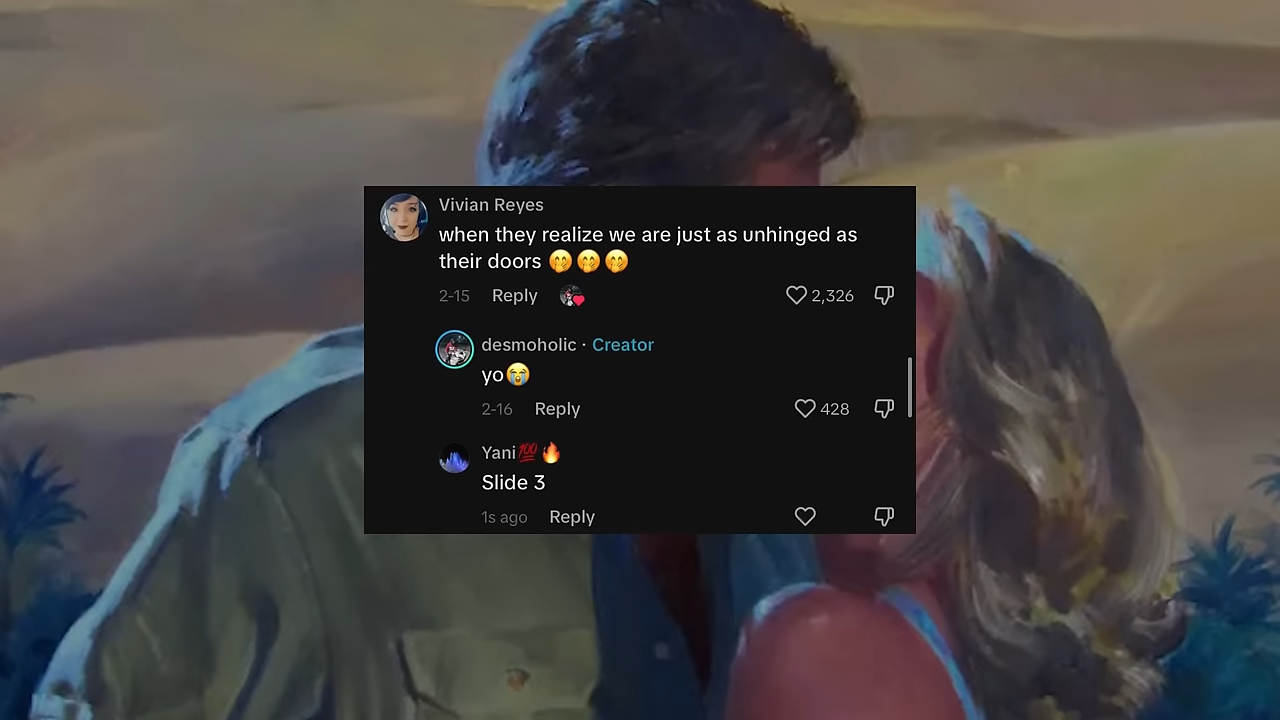 Vivian Reyes
when they realize we are just as unhinged as
their doors 🤭🤭🤭
2-15 Reply 2,326
desmoholic · Creator
yo😭
2-16 Reply 428
Yani💯🔥
Slide 3
1s ago Reply